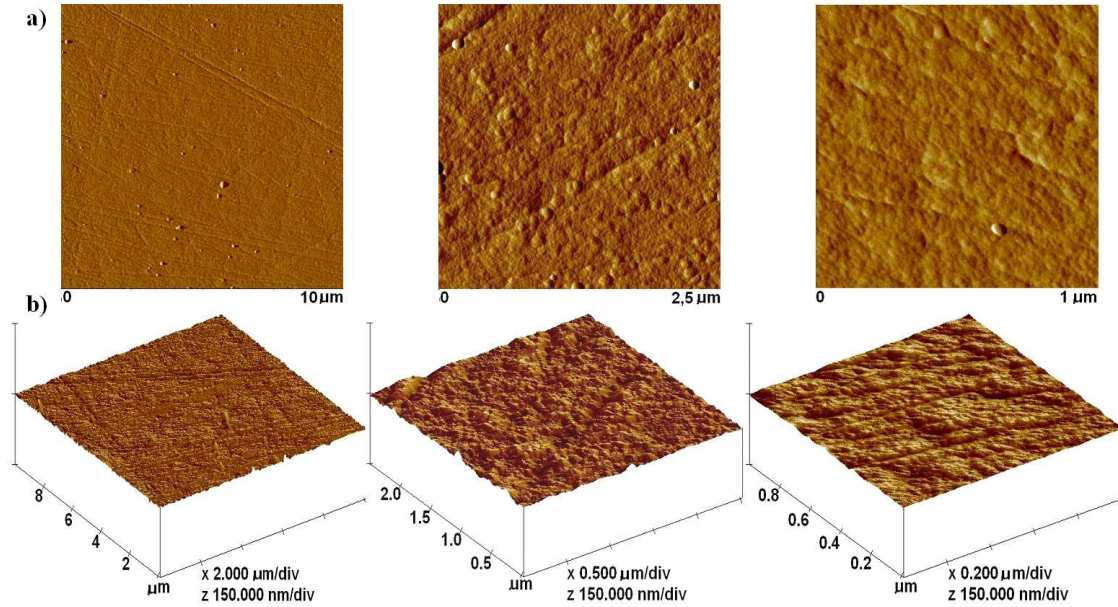 a)
0 10 µm
0 2,5 µm
0 1 µm
b)
8
6
4
2
µm
x 2.000 µm/div
z 150.000 nm/div
2.0
1.5
1.0
0.5
µm
x 0.500 µm/div
z 150.000 nm/div
0.8
0.6
0.4
0.2
µm
x 0.200 µm/div
z 150.000 nm/div